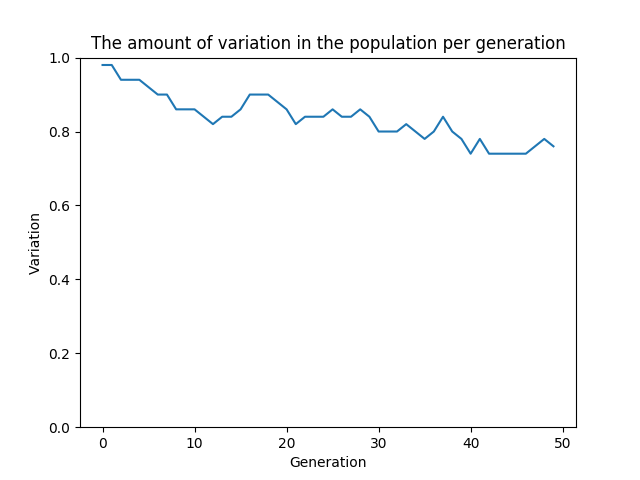 The amount of variation in the population per generation
1.0
0.8
0.6
0.4
0.2
0.0
Variation
0 10 20 30 40 50
Generation